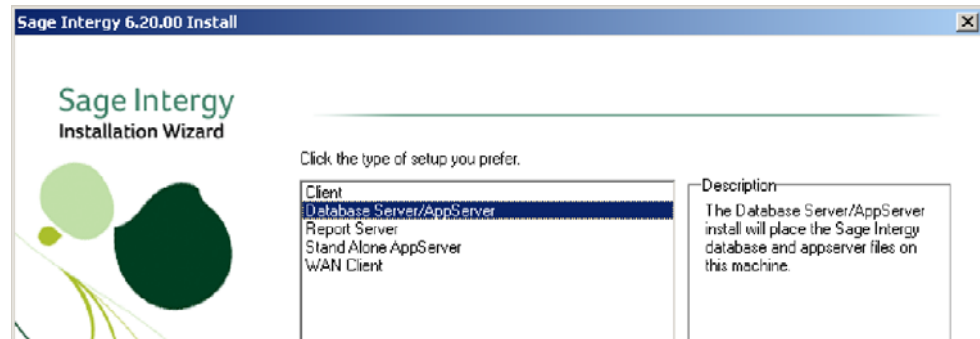 Sage Intergy 6.20.00 Install
Sage Intergy
Installation Wizard
Click the type of setup you prefer.
Client
Database Server/AppServer
Report Server
Stand Alone AppServer
WAN Client
Description
The Database Server/AppServer
install will place the Sage Intergy
database and appserver files on
this machine.